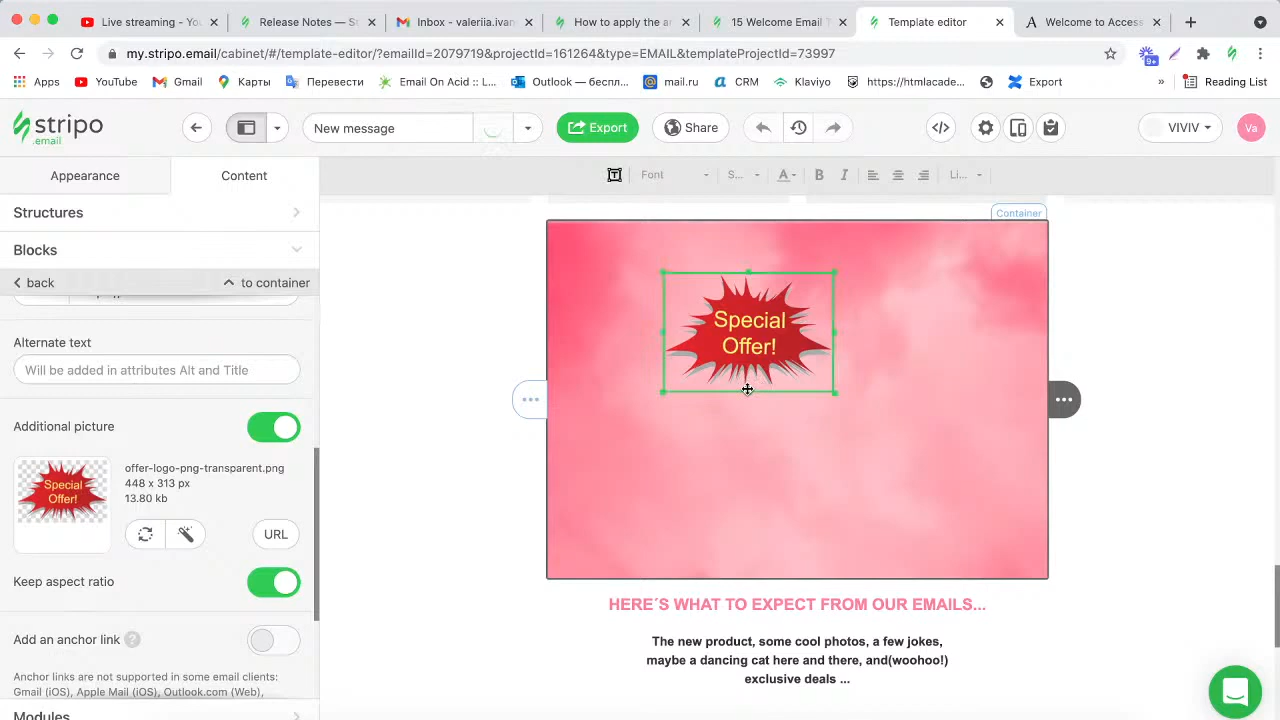 Live streaming - Yo
Release Notes — St
Inbox - valeriia.ivan
How to apply the a
15 Welcome Email T
Template editor
Welcome to Access
my.stripo.email/cabinet/#/template-editor/?emailId=2079719&projectId=161264&type=EMAIL&templateProjectId=73997
9+
Apps
YouTube
Gmail
Карты
Перевести
Email On Acid :: L...
Outlook — беспл...
mail.ru
CRM
Klaviyo
https://htmlacade...
Export
»
Reading List
stripo
.email
New message
Export
Share
VIVIV
Va
Appearance
Content
Font
S...
A
B
I
Li...
Structures
Blocks
back
to container
Alternate text
Will be added in attributes Alt and Title
Additional picture
Special
Offer!
offer-logo-png-transparent.png
448 x 313 px
13.80 kb
URL
Keep aspect ratio
Add an anchor link ?
Anchor links are not supported in some email clients:
Gmail (iOS), Apple Mail (iOS), Outlook.com (Web),
Modules
Container
Special
Offer!
HERE´S WHAT TO EXPECT FROM OUR EMAILS...
The new product, some cool photos, a few jokes,
maybe a dancing cat here and there, and(woohoo!)
exclusive deals ...